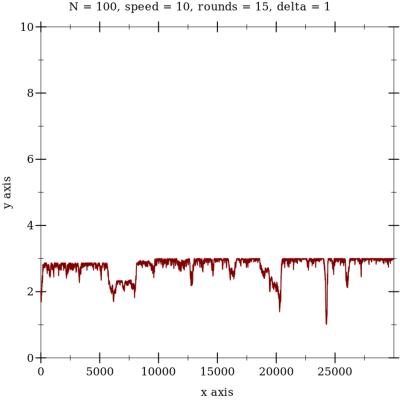 N = 100, speed = 10, rounds = 15, delta = 1
10
8
6
4
2
0
y axis
0 5000 10000 15000 20000 25000
x axis